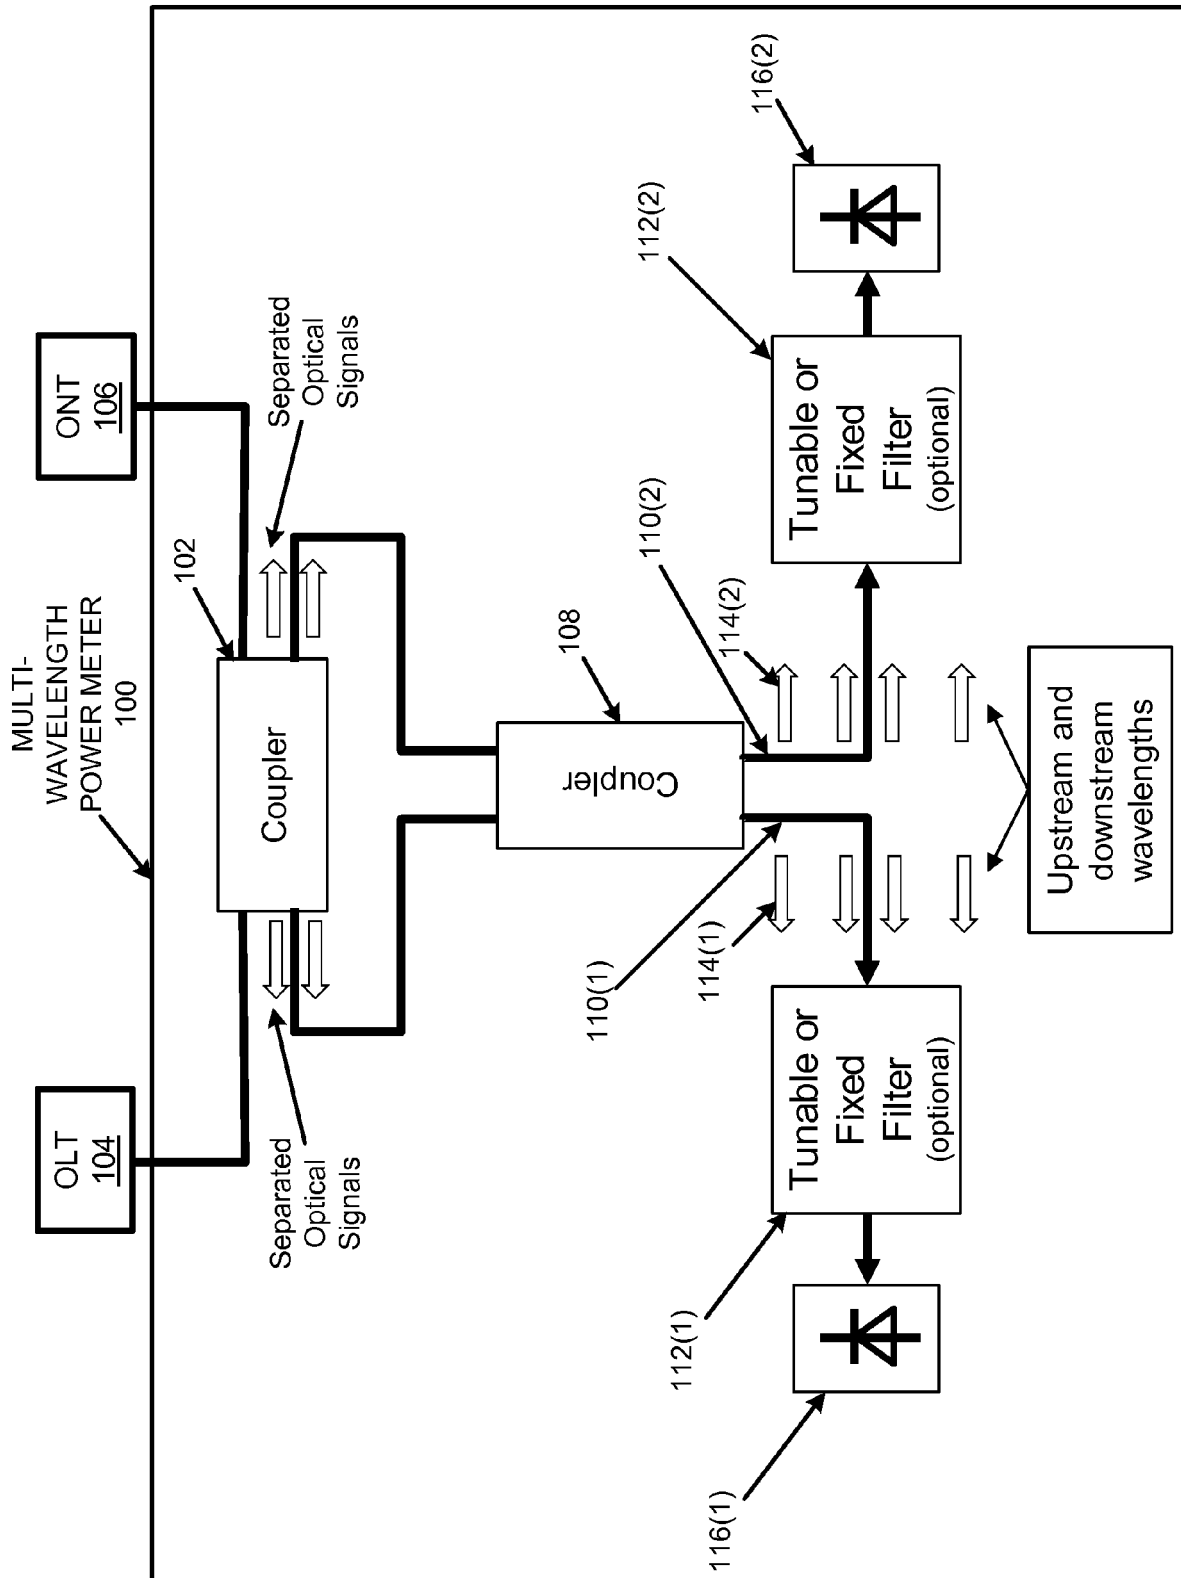 MULTI-
WAVELENGTH
POWER METER
100
OLT
104
ONT
106
102
Coupler
Separated
Optical
Signals
Separated
Optical
Signals
108
Coupler
110(1)
110(2)
114(1)
114(2)
112(1)
112(2)
Tunable or
Fixed
Filter
(optional)
Tunable or
Fixed
Filter
(optional)
116(1)
116(2)
Upstream and
downstream
wavelengths